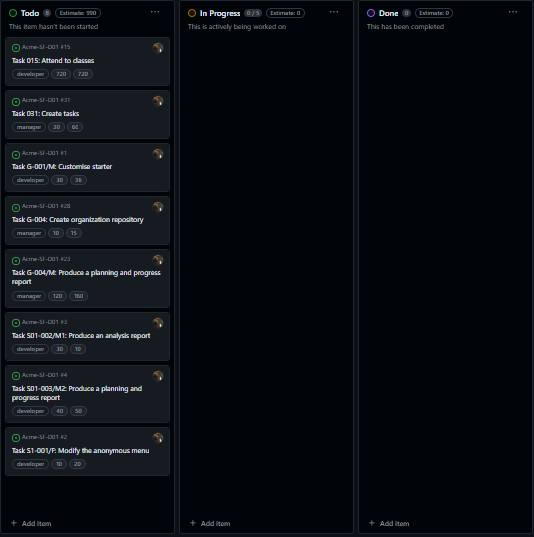 Todo 8 Estimate: 990
This item hasn't been started
Acme-SF-D01 #15
Task 015: Attend to classes
developer 720 720
Acme-SF-D01 #31
Task 031: Create tasks
manager 30 60
Acme-SF-D01 #1
Task G-001/M: Customise starter
developer 30 36
Acme-SF-D01 #28
Task G-004: Create organization repository
manager 10 15
Acme-SF-D01 #23
Task G-004/M: Produce a planning and progress
report
manager 120 160
Acme-SF-D01 #3
Task S01-002/M1: Produce an analysis report
developer 30 10
Acme-SF-D01 #4
Task S01-003/M2: Produce a planning and
progress report
developer 40 50
Acme-SF-D01 #2
Task S1-001/F: Modify the anonymous menu
developer 10 20
+ Add item
In Progress 0 / 5 Estimate: 0
This is actively being worked on
+ Add item
Done 0 Estimate: 0
This has been completed
+ Add item